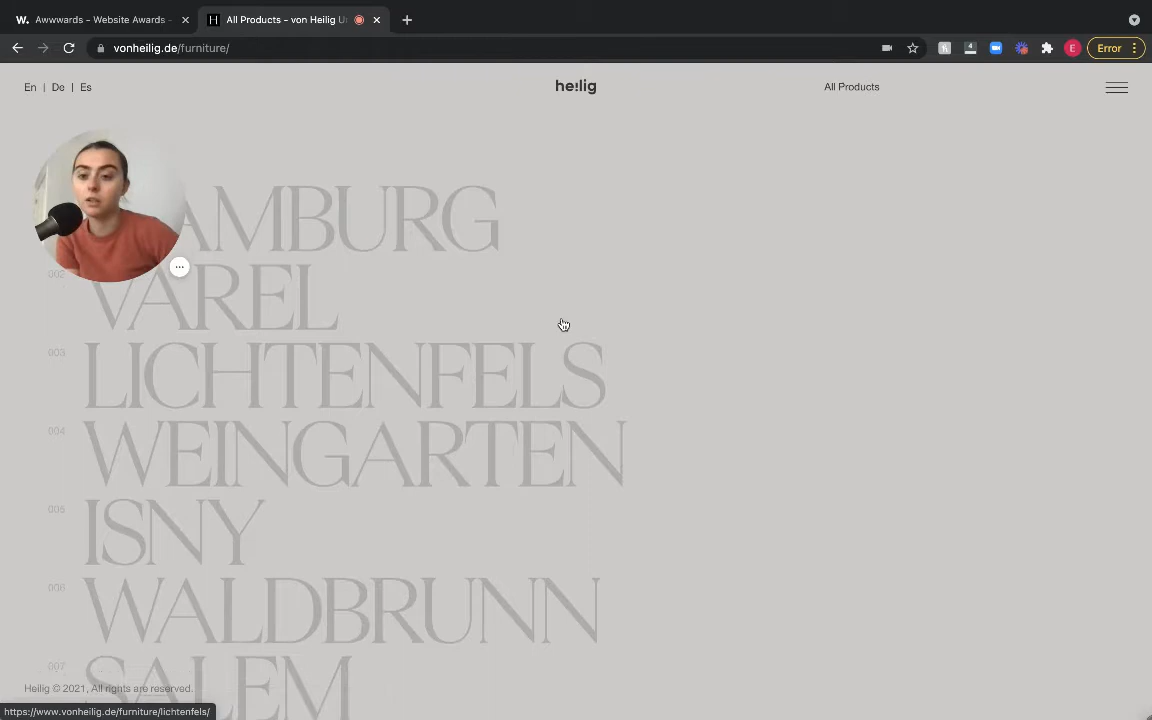 W. Awwwards - Website Awards -
H All Products - von Heilig U
vonheilig.de/furniture/
4
E
Error
En | De | Es
he!lig
All Products
AMBURG
002
VAREL
003
LICHTENFELS
004
WEINGARTEN
005
ISNY
006
WALDBRUNN
007
SALEM
Heilig © 2021, All rights are reserved.
https://www.vonheilig.de/furniture/lichtenfels/